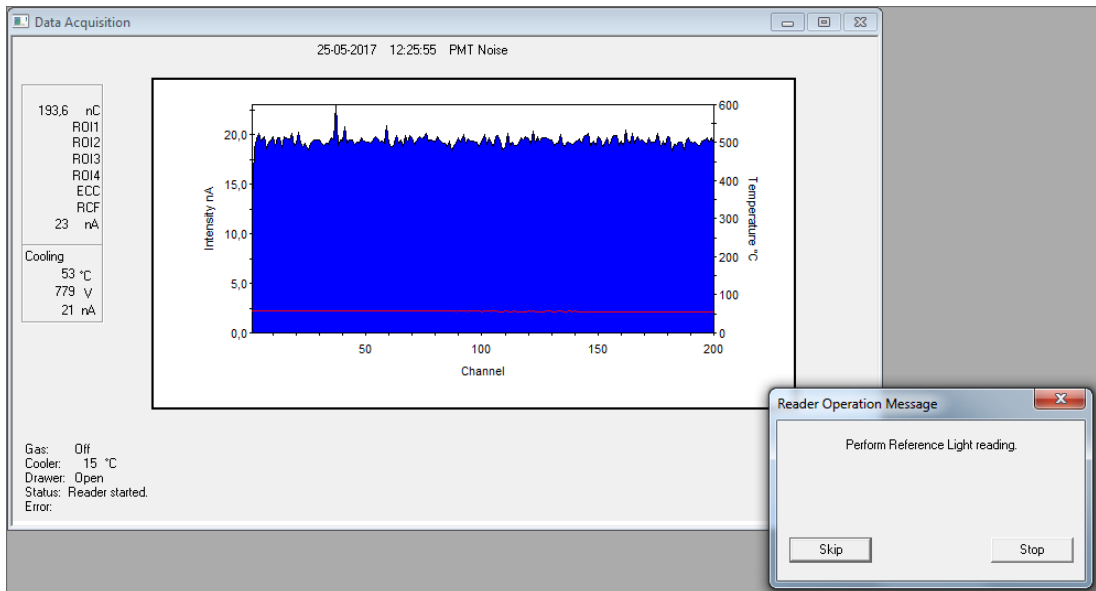 Data Acquisition
25-05-2017 12:25:55 PMT Noise
193,6 nC
ROI1
ROI2
ROI3
ROI4
ECC
RCF
23 nA
Cooling
53 °C
779 V
21 nA
20,0
15,0
10,0
5,0
0,0
Intensity nA
600
500
400
300
200
100
0
Temperature °C
50 100 150 200
Channel
Gas: Off
Cooler: 15 °C
Drawer: Open
Status: Reader started.
Error:
Reader Operation Message
Perform Reference Light reading.
Skip Stop